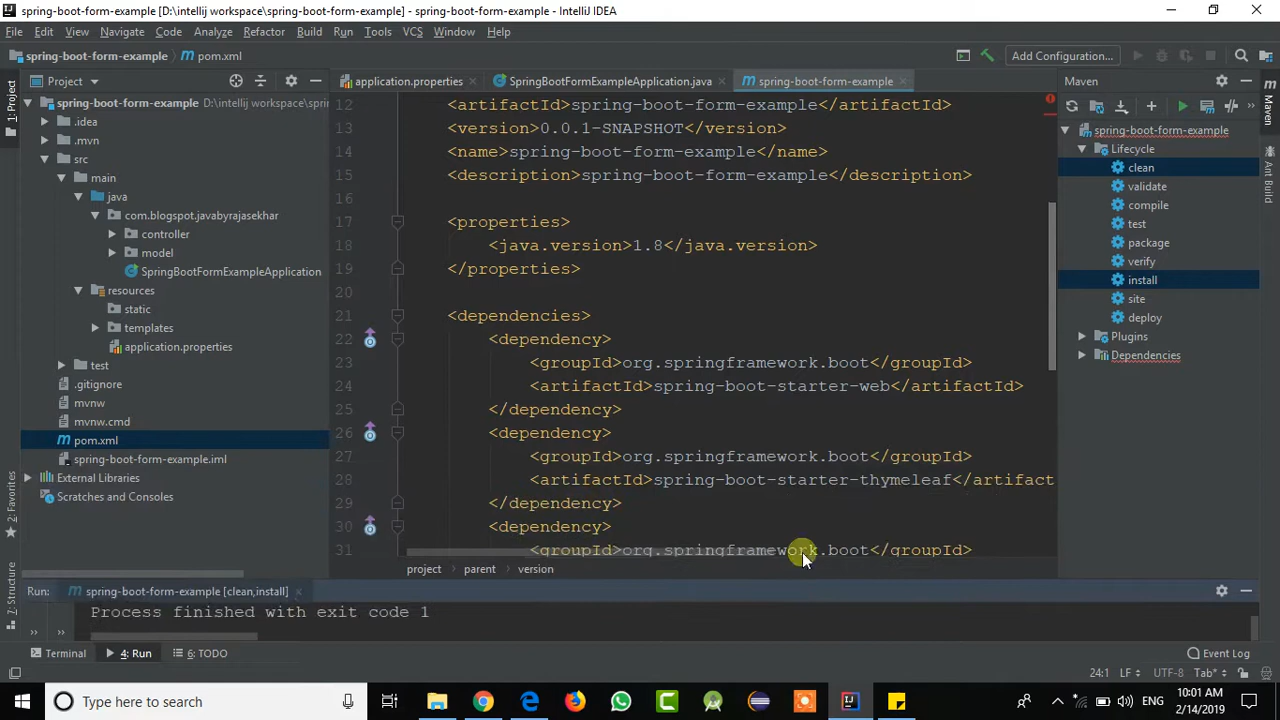 spring-boot-form-example [D:\intellij workspace\spring-boot-form-example] - spring-boot-form-example - IntelliJ IDEA
File Edit View Navigate Code Analyze Refactor Build Run Tools VCS Window Help
spring-boot-form-example pom.xml Add Configuration...
Project application.properties SpringBootFormExampleApplication.java spring-boot-form-example Maven
1: Project
spring-boot-form-example D:\intellij workspace\sprin
.idea
.mvn
src
main
java
com.blogspot.javabyrajasekhar
controller
model
SpringBootFormExampleApplication
resources
static
templates
application.properties
test
.gitignore
mvnw
mvnw.cmd
pom.xml
spring-boot-form-example.iml
External Libraries
Scratches and Consoles
2: Favorites
7: Structure
12 <artifactId>spring-boot-form-example</artifactId>
13 <version>0.0.1-SNAPSHOT</version>
14 <name>spring-boot-form-example</name>
15 <description>spring-boot-form-example</description>
16
17 <properties>
18 <java.version>1.8</java.version>
19 </properties>
20
21 <dependencies>
22 <dependency>
23 <groupId>org.springframework.boot</groupId>
24 <artifactId>spring-boot-starter-web</artifactId>
25 </dependency>
26 <dependency>
27 <groupId>org.springframework.boot</groupId>
28 <artifactId>spring-boot-starter-thymeleaf</artifact
29 </dependency>
30 <dependency>
31 <groupId>org.springframework.boot</groupId>
project parent version
spring-boot-form-example
Lifecycle
clean
validate
compile
test
package
verify
install
site
deploy
Plugins
Dependencies
Maven
Ant Build
Run: spring-boot-form-example [clean,install]
Process finished with exit code 1
Terminal 4: Run 6: TODO Event Log
24:1 LF UTF-8 Tab*
Type here to search
ENG
10:01 AM
2/14/2019